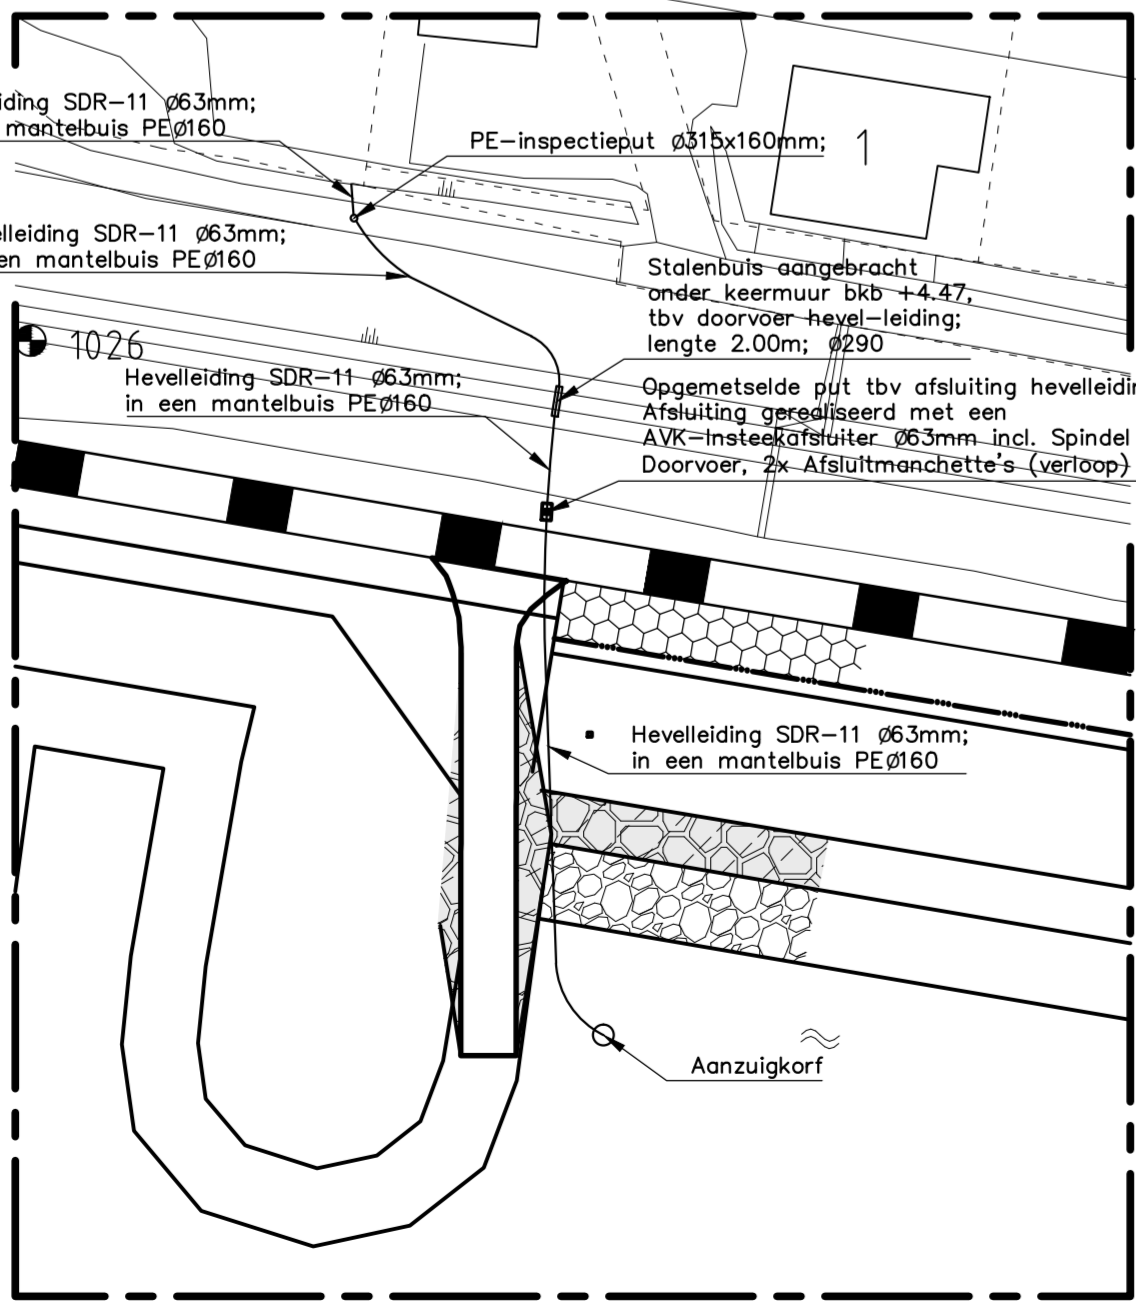 iding SDR-11 Ø63mm;
mantelbuis PEØ160
PE-inspectieput Ø315x160mm;
1
elleiding SDR-11 Ø63mm;
en mantelbuis PEØ160
Stalenbuis aangebracht
onder keermuur bkb +4.47,
tbv doorvoer hevel-leiding;
lengte 2.00m; Ø290
1026
Hevelleiding SDR-11 Ø63mm;
in een mantelbuis PEØ160
Opgemetselde put tbv afsluiting hevelleidin
Afsluiting gerealiseerd met een
AVK-Insteekafsluiter Ø63mm incl. Spindel
Doorvoer, 2x Afsluitmanchette's (verloop)
Hevelleiding SDR-11 Ø63mm;
in een mantelbuis PEØ160
Aanzuigkorf